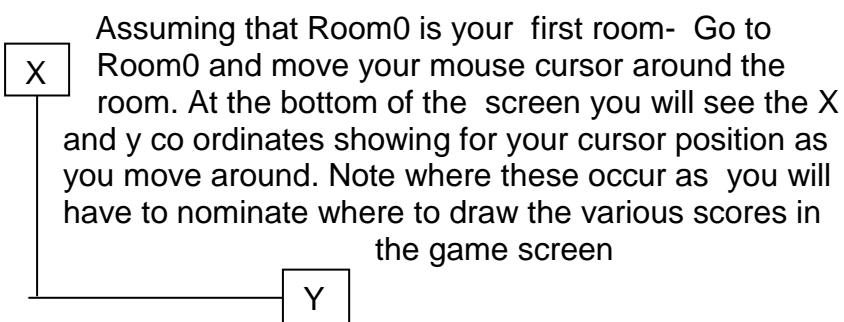 Assuming that Room0 is your first room- Go to
X
Room0 and move your mouse cursor around the
room. At the bottom of the screen you will see the X
and y co ordinates showing for your cursor position as
you move around. Note where these occur as you will
have to nominate where to draw the various scores in
the game screen
Y